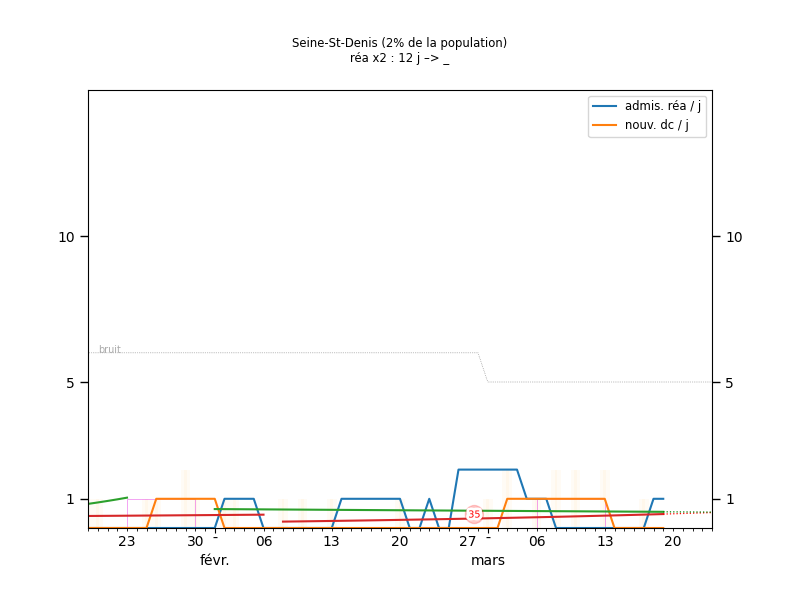 Seine-St-Denis (2% de la population)
réa x2 : 12 j –> _
admis. réa / j
nouv. dc / j
10 10
bruit
5 5
1 1
35
23 30 - 06 13 20 27 - 06 13 20
févr. mars